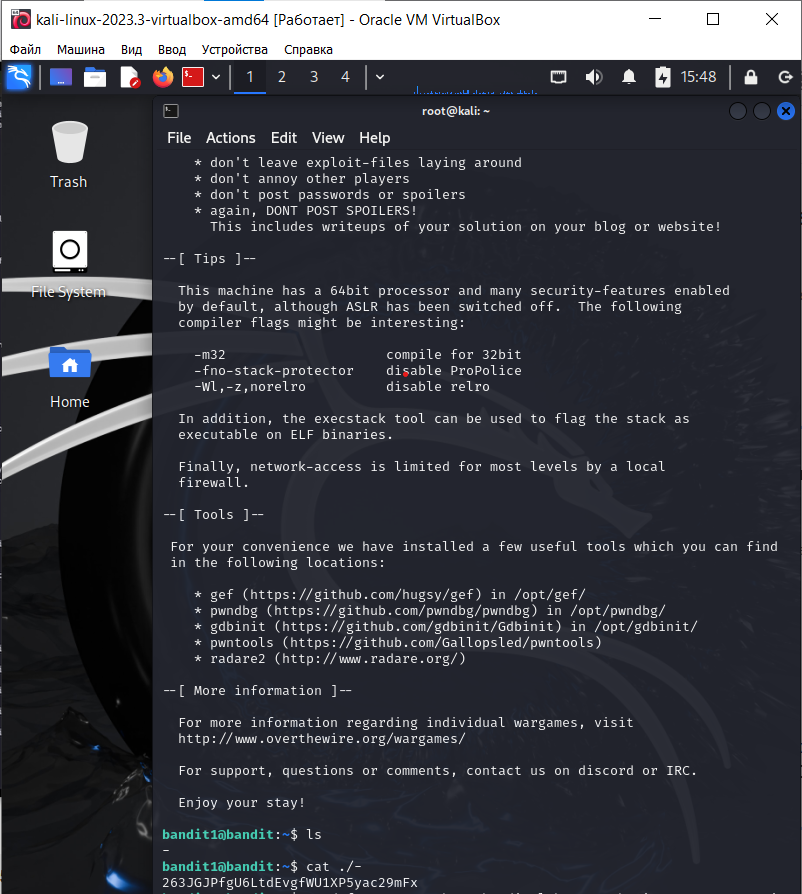 kali-linux-2023.3-virtualbox-amd64 [Работает] - Oracle VM VirtualBox
Файл Машина Вид Ввод Устройства Справка
1 2 3 4 15:48
root@kali: ~
File Actions Edit View Help
Trash
File System
Home
* don't leave exploit-files laying around
* don't annoy other players
* don't post passwords or spoilers
* again, DONT POST SPOILERS!
This includes writeups of your solution on your blog or website!
--[ Tips ]--
This machine has a 64bit processor and many security-features enabled
by default, although ASLR has been switched off. The following
compiler flags might be interesting:
-m32 compile for 32bit
-fno-stack-protector disable ProPolice
-Wl,-z,norelro disable relro
In addition, the execstack tool can be used to flag the stack as
executable on ELF binaries.
Finally, network-access is limited for most levels by a local
firewall.
--[ Tools ]--
For your convenience we have installed a few useful tools which you can find
in the following locations:
* gef (https://github.com/hugsy/gef) in /opt/gef/
* pwndbg (https://github.com/pwndbg/pwndbg) in /opt/pwndbg/
* gdbinit (https://github.com/gdbinit/Gdbinit) in /opt/gdbinit/
* pwntools (https://github.com/Gallopsled/pwntools)
* radare2 (http://www.radare.org/)
--[ More information ]--
For more information regarding individual wargames, visit
http://www.overthewire.org/wargames/
For support, questions or comments, contact us on discord or IRC.
Enjoy your stay!
bandit1@bandit:~$ ls
-
bandit1@bandit:~$ cat ./-
263JGJPfgU6LtdEvgfWU1XP5yac29mFx